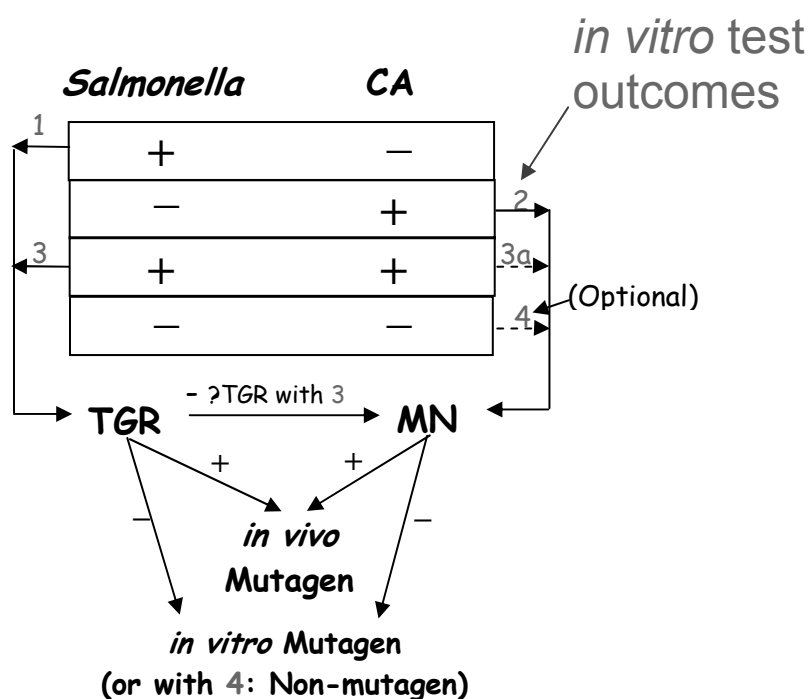 in vitro test
outcomes
Salmonella CA
1 + −
− + 2
3 + + 3a
(Optional)
− − 4
TGR - ?TGR with 3 MN
+ +
− −
in vivo
Mutagen
in vitro Mutagen
(or with 4: Non-mutagen)